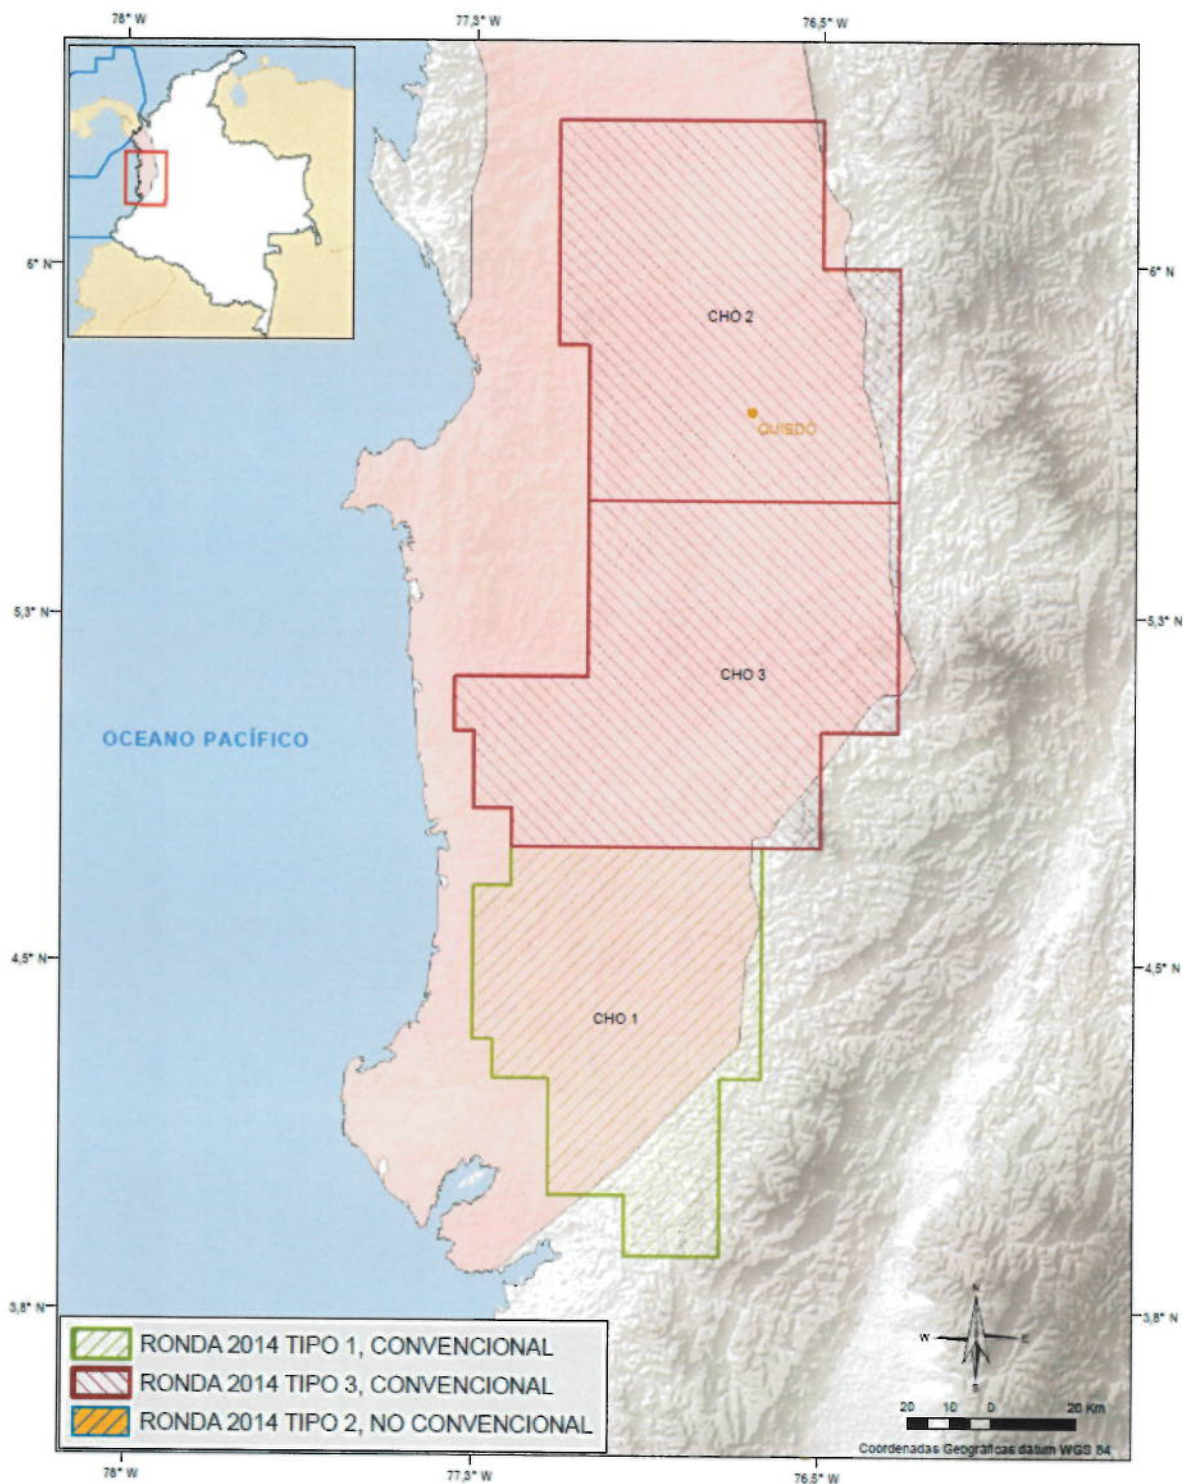 78° W
77,3° W
76,5° W
6° N
6° N
CHO 2
QUIBDÓ
5,3° N
5,3° N
CHO 3
OCEANO PACÍFICO
4,5° N
4,5° N
CHO 1
3,8° N
3,8° N
N
W
E
S
RONDA 2014 TIPO 1, CONVENCIONAL
RONDA 2014 TIPO 3, CONVENCIONAL
RONDA 2014 TIPO 2, NO CONVENCIONAL
20 10 0 20 Km
Coordenadas Geográficas dátum WGS 84
78° W
77,3° W
76,5° W